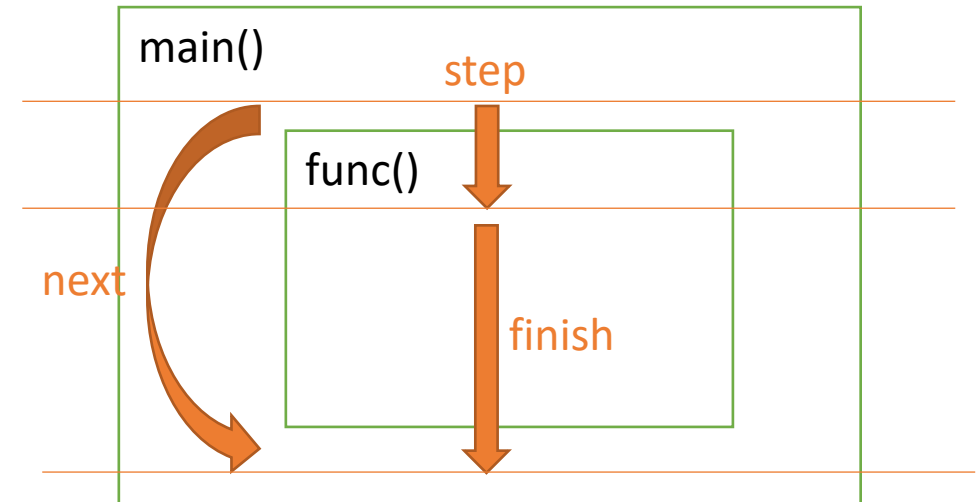 main()
step
func()
next
finish